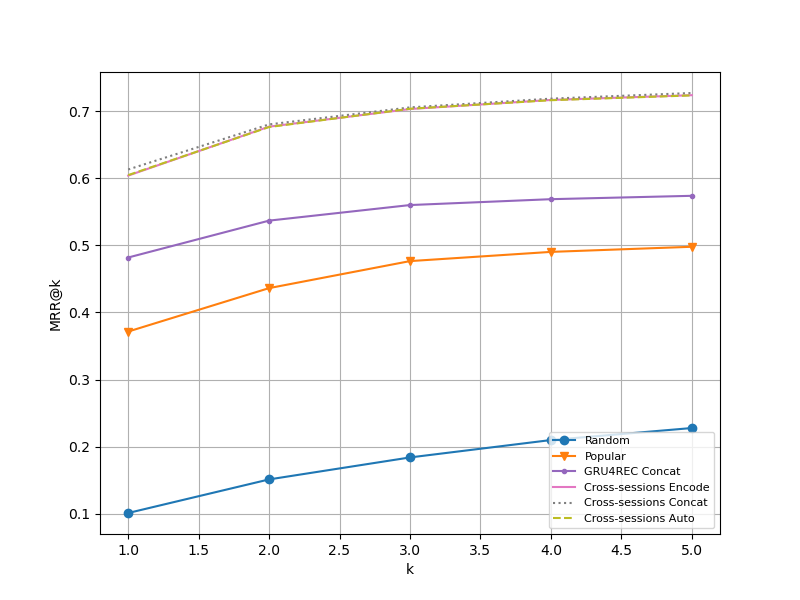 0.7
0.6
0.5
0.4
0.3
0.2
0.1
MRR@k
1.0 1.5 2.0 2.5 3.0 3.5 4.0 4.5 5.0
k
Random
Popular
GRU4REC Concat
Cross-sessions Encode
Cross-sessions Concat
Cross-sessions Auto